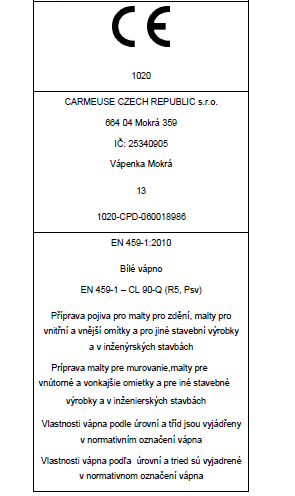 CE
1020
CARMEUSE CZECH REPUBLIC s.r.o.
664 04 Mokrá 359
IČ: 25340905
Vápenka Mokrá
13
1020-CPD-060018986
EN 459-1:2010
Bílé vápno
EN 459-1 – CL 90-Q (R5, Psv)
Příprava pojiva pro malty pro zdění, malty pro
vnitřní a vnější omítky a pro jiné stavební výrobky
a v inženýrských stavbách
Príprava malty pre murovanie,malty pre
vnútorné a vonkajšie omietky a pre iné stavebné
výrobky a v inženierských stavbách
Vlastnosti vápna podle úrovní a tříd jsou vyjádřeny
v normativním označení vápna
Vlastnosti vápna podľa úrovní a tried sú vyjadrené
v normativnom označení vápna